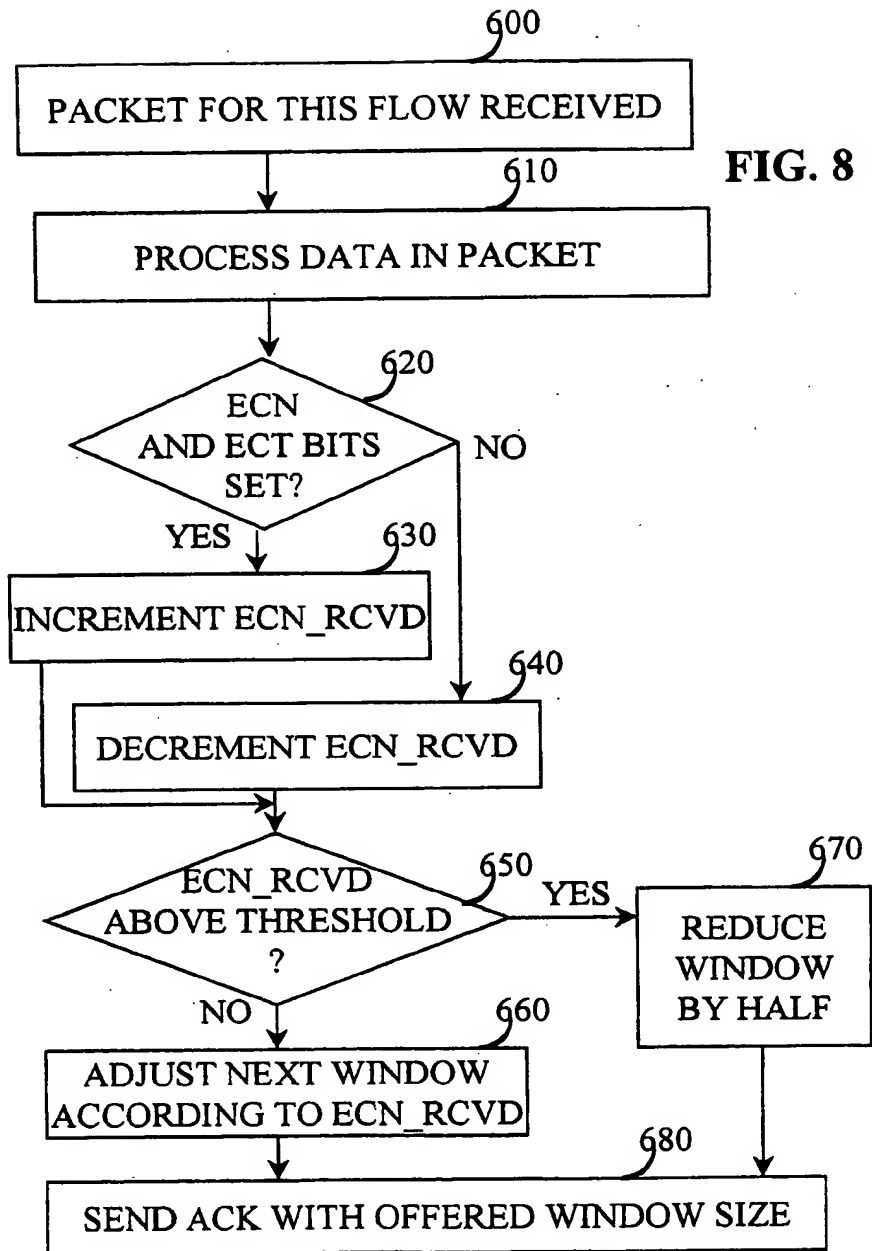 600
PACKET FOR THIS FLOW RECEIVED
FIG. 8
610
PROCESS DATA IN PACKET
620
ECN
AND ECT BITS
SET?
NO
YES
630
INCREMENT ECN_RCVD
640
DECREMENT ECN_RCVD
650
ECN_RCVD
ABOVE THRESHOLD
?
YES
670
REDUCE
WINDOW
BY HALF
NO
660
ADJUST NEXT WINDOW
ACCORDING TO ECN_RCVD
680
SEND ACK WITH OFFERED WINDOW SIZE